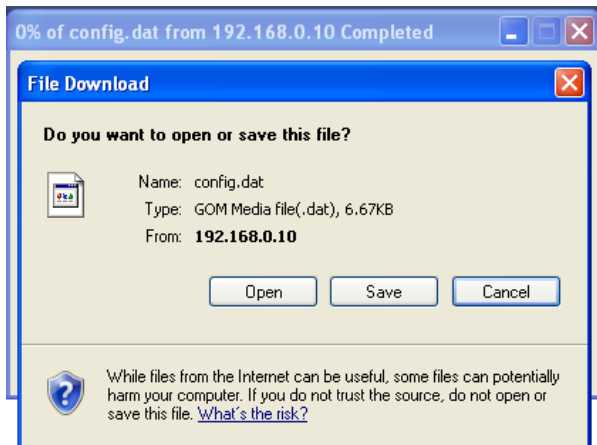 0% of config.dat from 192.168.0.10 Completed
File Download
Do you want to open or save this file?
Name: config.dat
Type: GOM Media file(.dat), 6.67KB
From: 192.168.0.10
Open Save Cancel
While files from the Internet can be useful, some files can potentially
harm your computer. If you do not trust the source, do not open or
save this file. What's the risk?